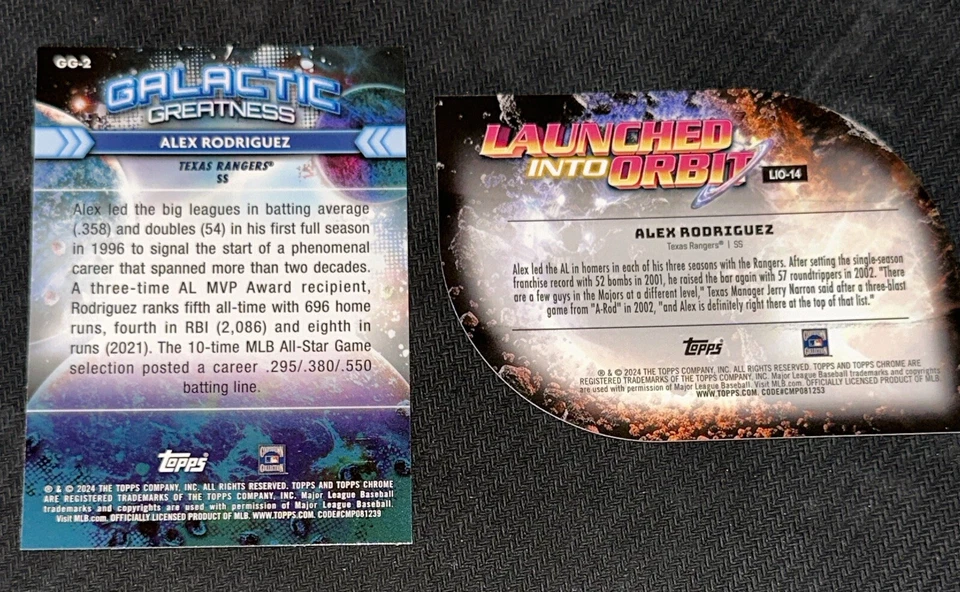 GG-2
GALACTIC
GREATNESS
ALEX RODRIGUEZ
TEXAS RANGERS®
SS
Alex led the big leagues in batting average
(.358) and doubles (54) in his first full season
in 1996 to signal the start of a phenomenal
career that spanned more than two decades.
A three-time AL MVP Award recipient,
Rodriguez ranks fifth all-time with 696 home
runs, fourth in RBI (2,086) and eighth in
runs (2021). The 10-time MLB All-Star Game
selection posted a career .295/.380/.550
batting line.
Topps
COOPERSTOWN
COLLECTION
® & © 2024 THE TOPPS COMPANY, INC. ALL RIGHTS RESERVED. TOPPS AND TOPPS CHROME
ARE REGISTERED TRADEMARKS OF THE TOPPS COMPANY, INC. Major League Baseball
trademarks and copyrights are used with permission of Major League Baseball.
Visit MLB.com. OFFICIALLY LICENSED PRODUCT OF MLB. WWW.TOPPS.COM. CODE#CMP081239
LAUNCHED
INTO ORBIT
LIO-14
ALEX RODRIGUEZ
Texas Rangers® | SS
Alex led the AL in homers in each of his three seasons with the Rangers. After setting the single-season
franchise record with 52 bombs in 2001, he raised the bar again with 57 roundtrippers in 2002. "There
are a few guys in the Majors at a different level," Texas Manager Jerry Narron said after a three-blast
game from "A-Rod" in 2002, "and Alex is definitely right there at the top of that list."
Topps
COOPERSTOWN
COLLECTION
® & © 2024 THE TOPPS COMPANY, INC. ALL RIGHTS RESERVED. TOPPS AND TOPPS CHROME ARE
REGISTERED TRADEMARKS OF THE TOPPS COMPANY, INC. Major League Baseball trademarks and copyrights
are used with permission of Major League Baseball. Visit MLB.com. OFFICIALLY LICENSED PRODUCT OF MLB.
WWW.TOPPS.COM. CODE#CMP081253